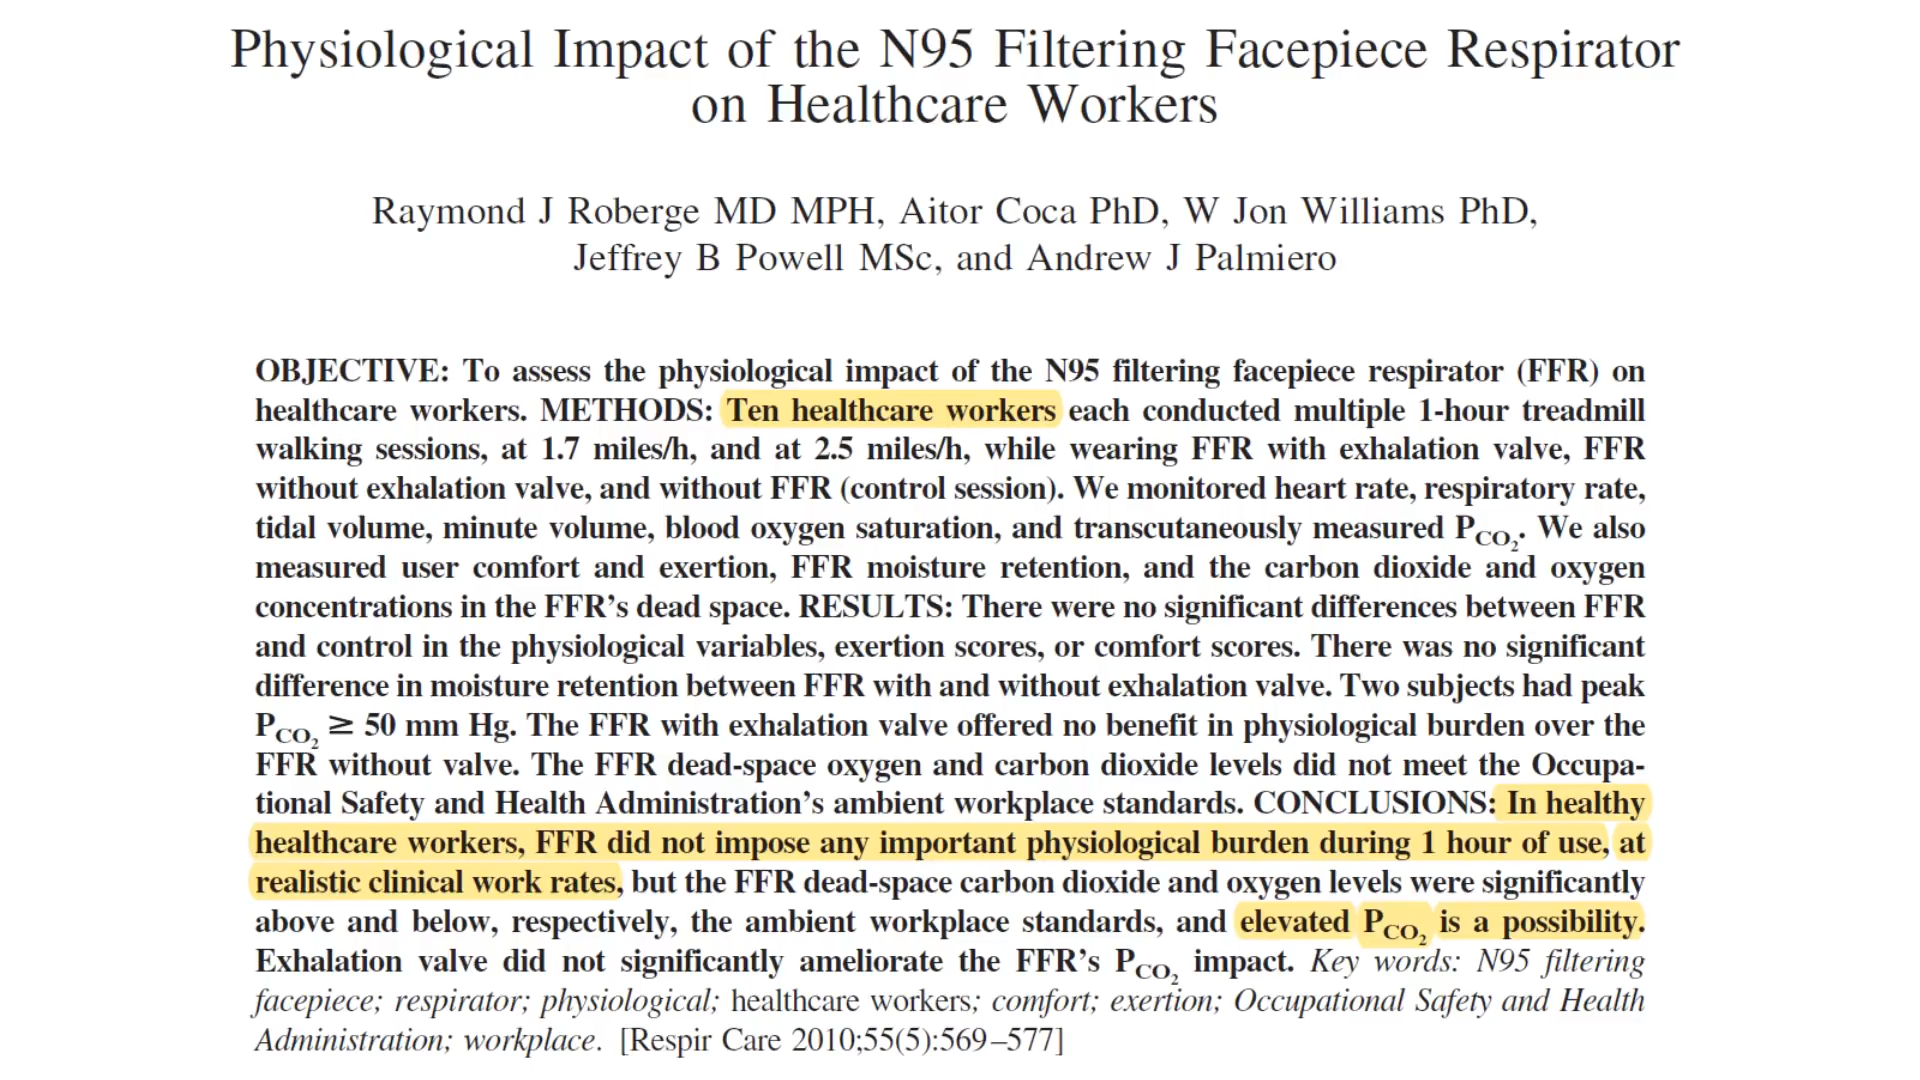 Physiological Impact of the N95 Filtering Facepiece Respirator
on Healthcare Workers
Raymond J Roberge MD MPH, Aitor Coca PhD, W Jon Williams PhD,
Jeffrey B Powell MSc, and Andrew J Palmiero
OBJECTIVE: To assess the physiological impact of the N95 filtering facepiece respirator (FFR) on
healthcare workers. METHODS: Ten healthcare workers each conducted multiple 1-hour treadmill
walking sessions, at 1.7 miles/h, and at 2.5 miles/h, while wearing FFR with exhalation valve, FFR
without exhalation valve, and without FFR (control session). We monitored heart rate, respiratory rate,
tidal volume, minute volume, blood oxygen saturation, and transcutaneously measured PCO₂. We also
measured user comfort and exertion, FFR moisture retention, and the carbon dioxide and oxygen
concentrations in the FFR's dead space. RESULTS: There were no significant differences between FFR
and control in the physiological variables, exertion scores, or comfort scores. There was no significant
difference in moisture retention between FFR with and without exhalation valve. Two subjects had peak
PCO₂ ≥ 50 mm Hg. The FFR with exhalation valve offered no benefit in physiological burden over the
FFR without valve. The FFR dead-space oxygen and carbon dioxide levels did not meet the Occupa-
tional Safety and Health Administration's ambient workplace standards. CONCLUSIONS: In healthy
healthcare workers, FFR did not impose any important physiological burden during 1 hour of use, at
realistic clinical work rates, but the FFR dead-space carbon dioxide and oxygen levels were significantly
above and below, respectively, the ambient workplace standards, and elevated PCO₂ is a possibility.
Exhalation valve did not significantly ameliorate the FFR's PCO₂ impact. Key words: N95 filtering
facepiece; respirator; physiological; healthcare workers; comfort; exertion; Occupational Safety and Health
Administration; workplace. [Respir Care 2010;55(5):569–577]